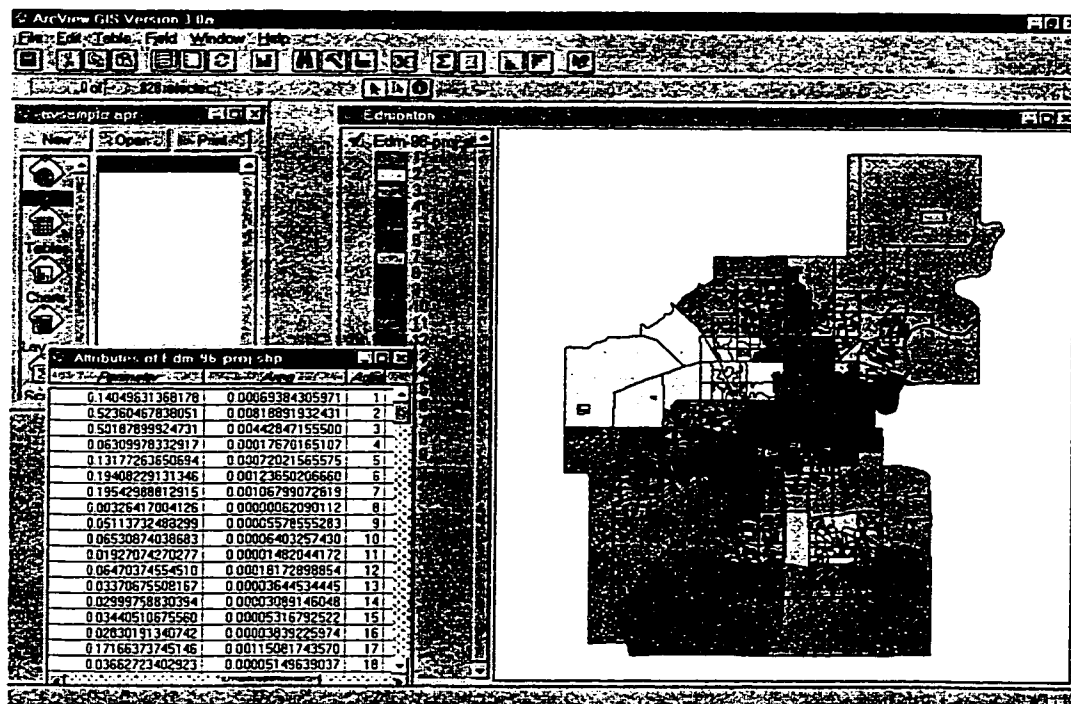 ArcView GIS Version 3.0a
File Edit Table Field Window Help
0 of 828 selected
New Open Print
Tables
Edmonton
Edm-96-proj
Attributes of Edm-96-proj.shp
Perimeter Area
0.14049631368178 0.00069384305971 1
0.52360467838051 0.00818891932431 2
0.50187899924731 0.00442847155500 3
0.06309978332917 0.00017670165107 4
0.13177263650694 0.00072021565575 5
0.19408229131346 0.00123650206660 6
0.19542988812915 0.00106799072619 7
0.00326417004126 0.00000062090112 8
0.05113732488299 0.00005578555283 9
0.06530874038683 0.00006403257430 10
0.01927074270277 0.00001482044172 11
0.06470374554510 0.00018172898854 12
0.03370675508167 0.00003644534445 13
0.02999758830394 0.00003089146048 14
0.03440510675560 0.00005316792522 15
0.02830191340742 0.00003839225974 16
0.17166373745146 0.00115081743570 17
0.03662723402923 0.00005149639037 18